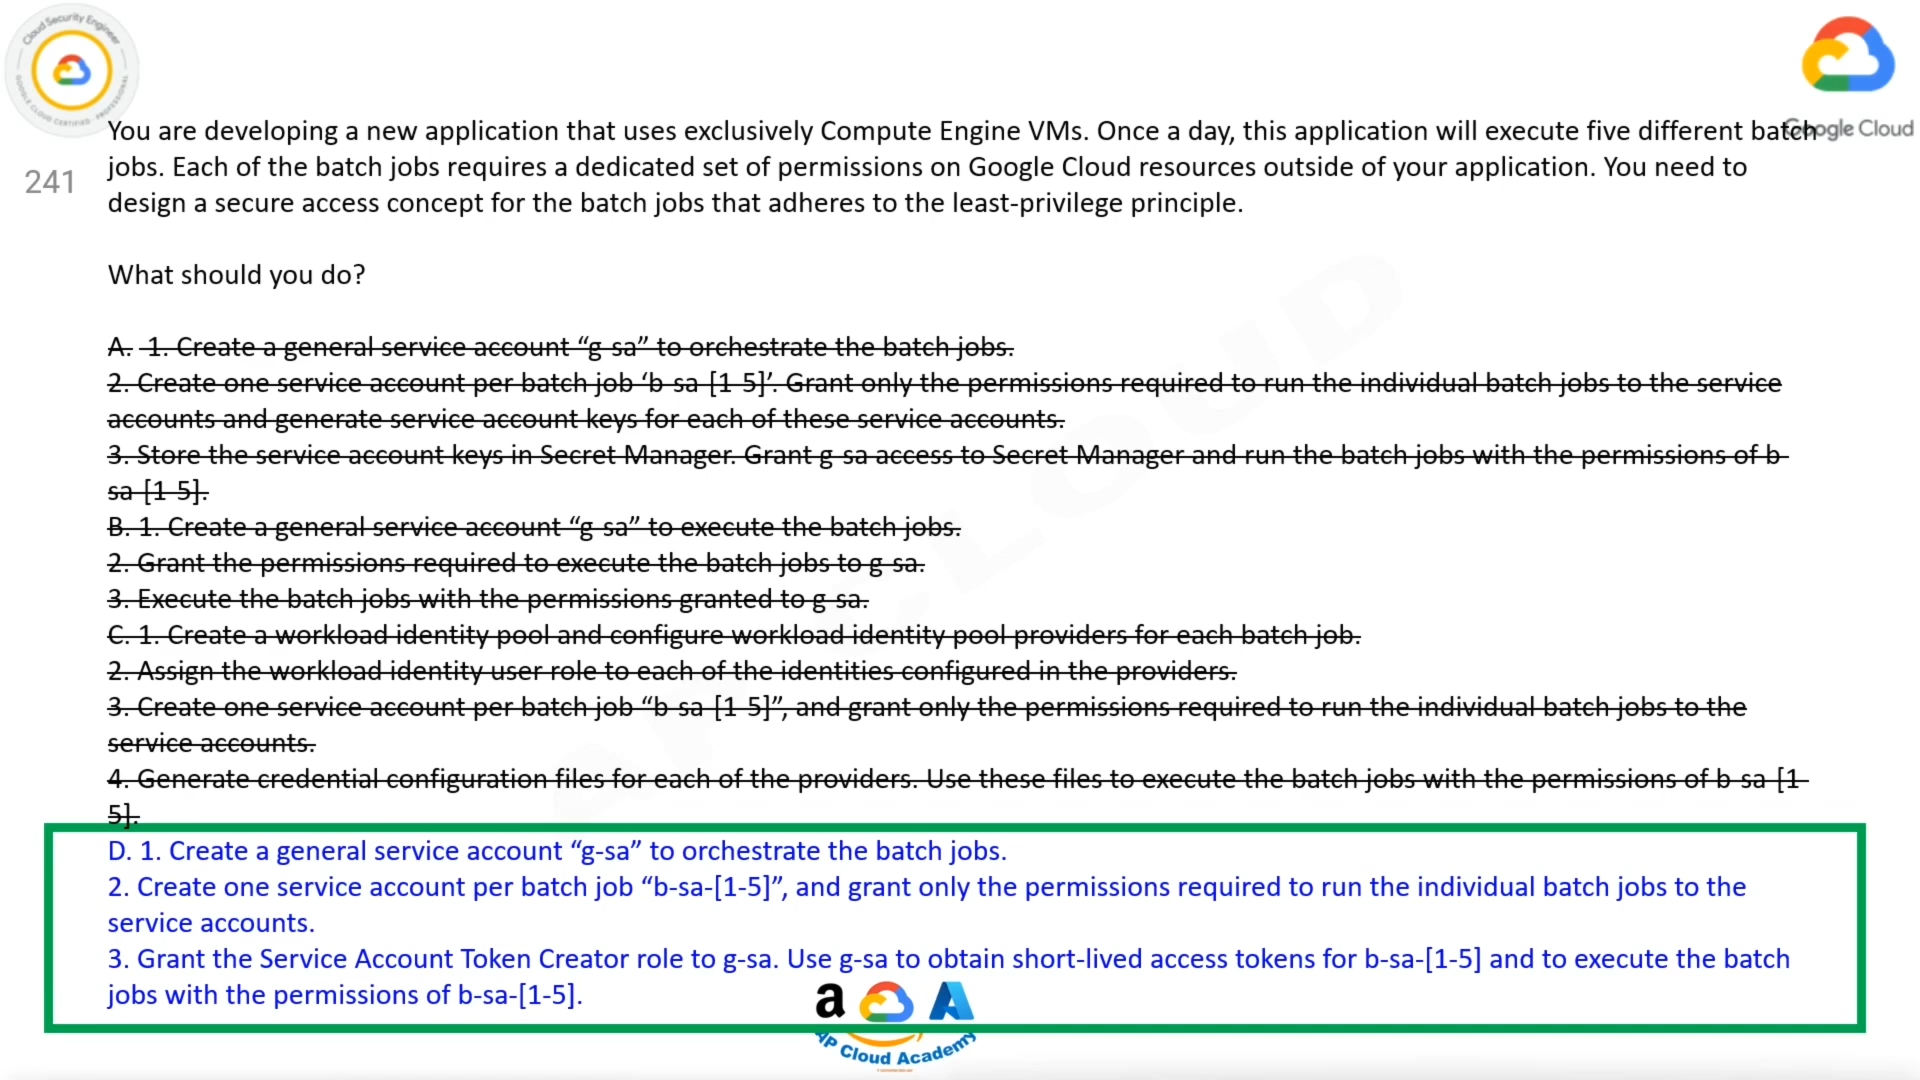 Cloud Security Engineer
GOOGLE CLOUD CERTIFIED · PROFESSIONAL
Google Cloud
241
You are developing a new application that uses exclusively Compute Engine VMs. Once a day, this application will execute five different batch
jobs. Each of the batch jobs requires a dedicated set of permissions on Google Cloud resources outside of your application. You need to
design a secure access concept for the batch jobs that adheres to the least-privilege principle.
What should you do?
A. 1. Create a general service account “g-sa” to orchestrate the batch jobs.
2. Create one service account per batch job ‘b-sa-[1-5]’. Grant only the permissions required to run the individual batch jobs to the service
accounts and generate service account keys for each of these service accounts.
3. Store the service account keys in Secret Manager. Grant g-sa access to Secret Manager and run the batch jobs with the permissions of b-
sa-[1-5].
B. 1. Create a general service account “g-sa” to execute the batch jobs.
2. Grant the permissions required to execute the batch jobs to g-sa.
3. Execute the batch jobs with the permissions granted to g-sa.
C. 1. Create a workload identity pool and configure workload identity pool providers for each batch job.
2. Assign the workload identity user role to each of the identities configured in the providers.
3. Create one service account per batch job “b-sa-[1-5]”, and grant only the permissions required to run the individual batch jobs to the
service accounts.
4. Generate credential configuration files for each of the providers. Use these files to execute the batch jobs with the permissions of b-sa-[1-
5].
D. 1. Create a general service account “g-sa” to orchestrate the batch jobs.
2. Create one service account per batch job “b-sa-[1-5]”, and grant only the permissions required to run the individual batch jobs to the
service accounts.
3. Grant the Service Account Token Creator role to g-sa. Use g-sa to obtain short-lived access tokens for b-sa-[1-5] and to execute the batch
jobs with the permissions of b-sa-[1-5].
a
AP Cloud Academy